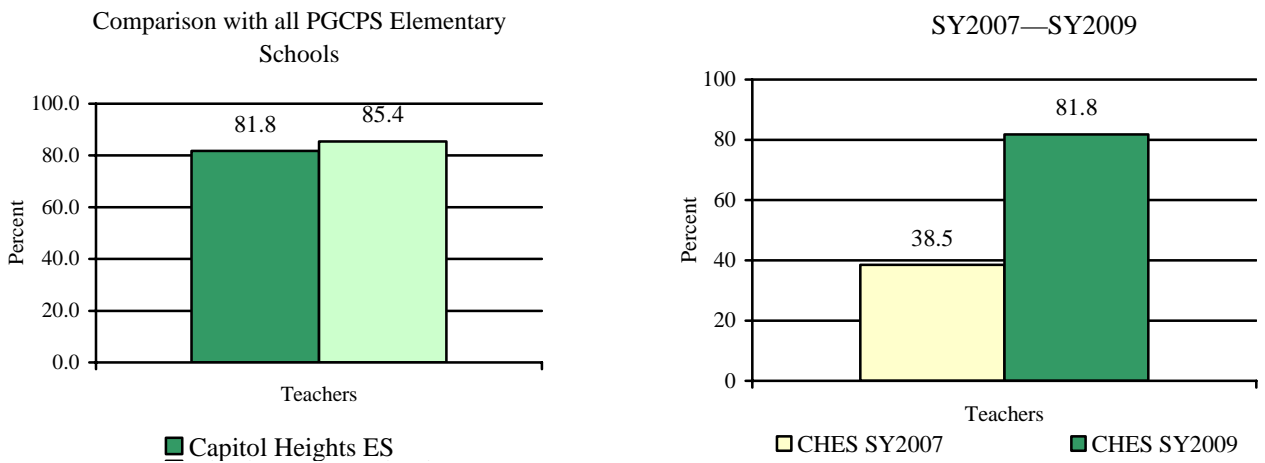 Comparison with all PGCPS Elementary
Schools
100.0
80.0
60.0
40.0
20.0
0.0
Percent
81.8
85.4
Teachers
Capitol Heights ES
SY2007—SY2009
100
80
60
40
20
0
Percent
38.5
81.8
Teachers
CHES SY2007
CHES SY2009